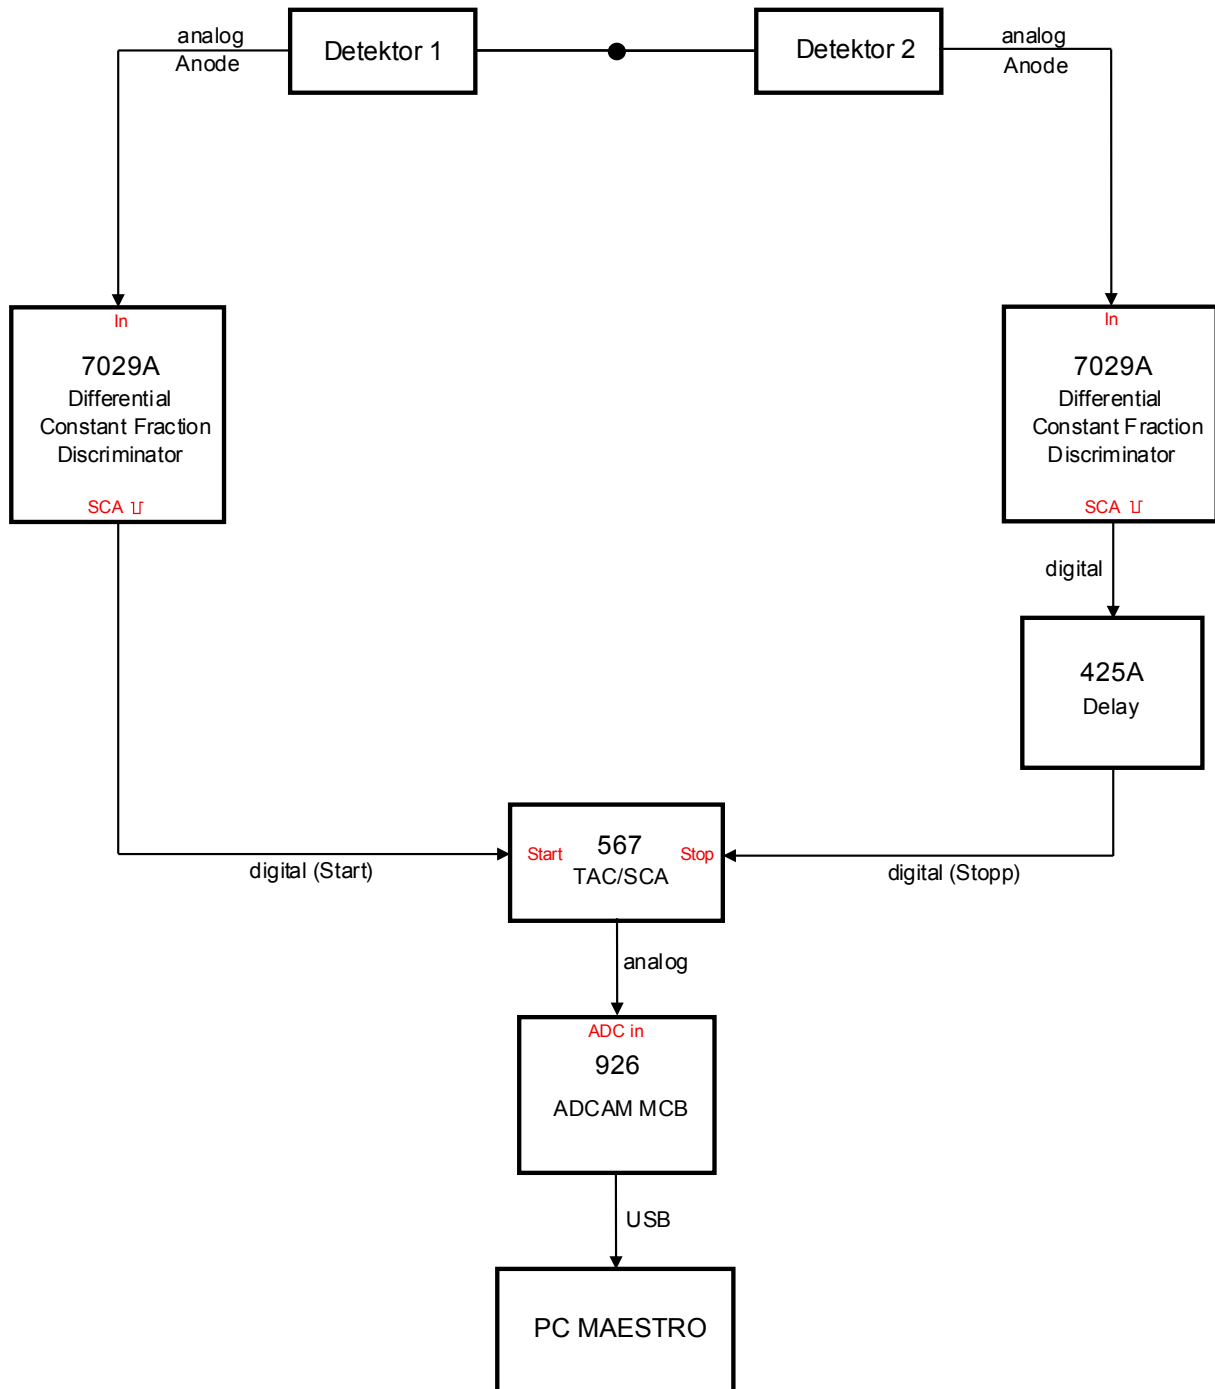 analog
Anode
Detektor 1
Detektor 2
analog
Anode
In
7029A
Differential
Constant Fraction
Discriminator
SCA
In
7029A
Differential
Constant Fraction
Discriminator
SCA
digital
425A
Delay
digital (Start)
Start
567
TAC/SCA
Stop
digital (Stopp)
analog
ADC in
926
ADCAM MCB
USB
PC MAESTRO